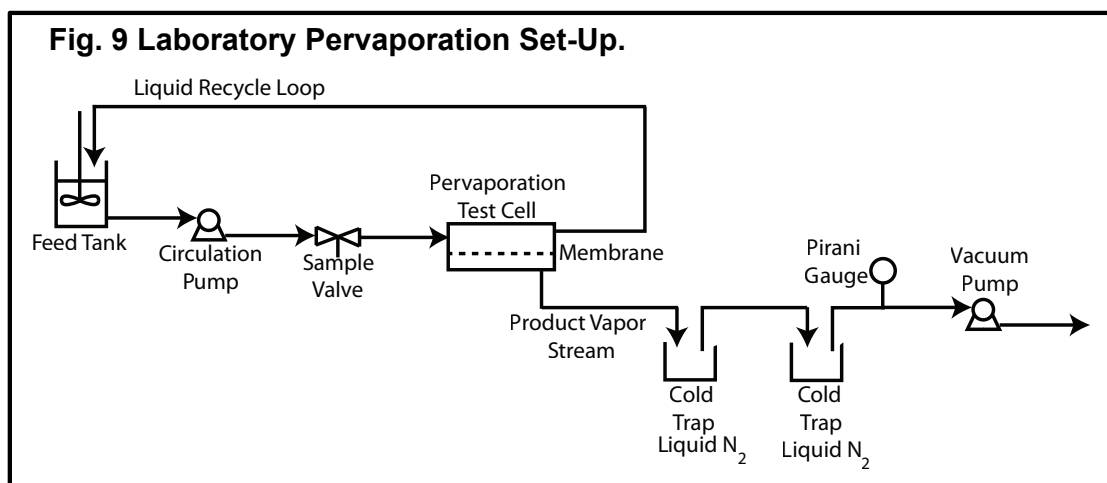 Fig. 9 Laboratory Pervaporation Set-Up.
Liquid Recycle Loop
Pervaporation
Test Cell
Feed Tank
Circulation
Pump
Sample
Valve
Membrane
Pirani
Gauge
Vacuum
Pump
Product Vapor
Stream
Cold
Trap
Liquid N2
Cold
Trap
Liquid N2